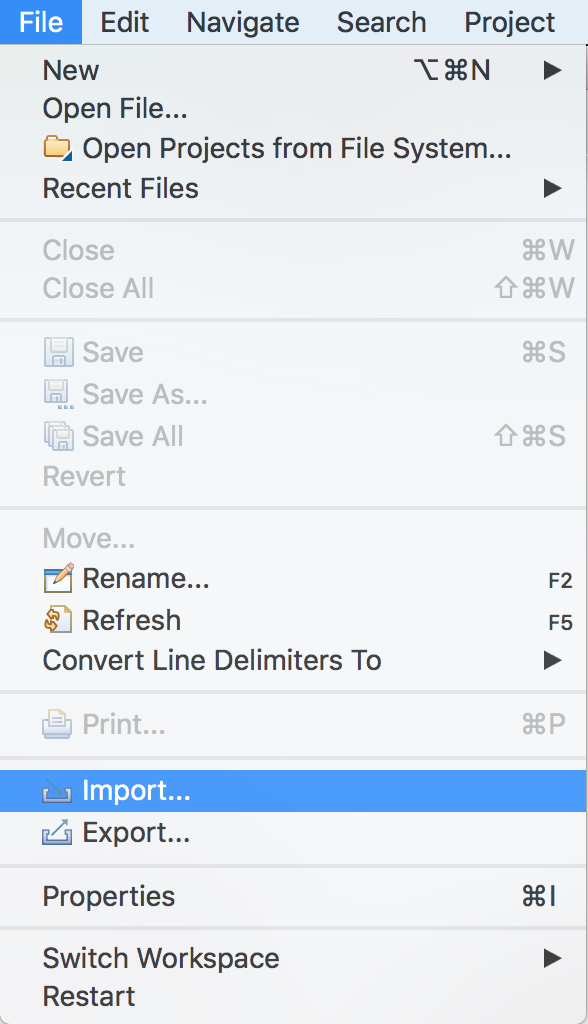 File Edit Navigate Search Project
New ⌥⌘N ▶
Open File...
Open Projects from File System...
Recent Files ▶
Close ⌘W
Close All ⇧⌘W
Save ⌘S
Save As...
Save All ⇧⌘S
Revert
Move...
Rename... F2
Refresh F5
Convert Line Delimiters To ▶
Print... ⌘P
Import...
Export...
Properties ⌘I
Switch Workspace ▶
Restart